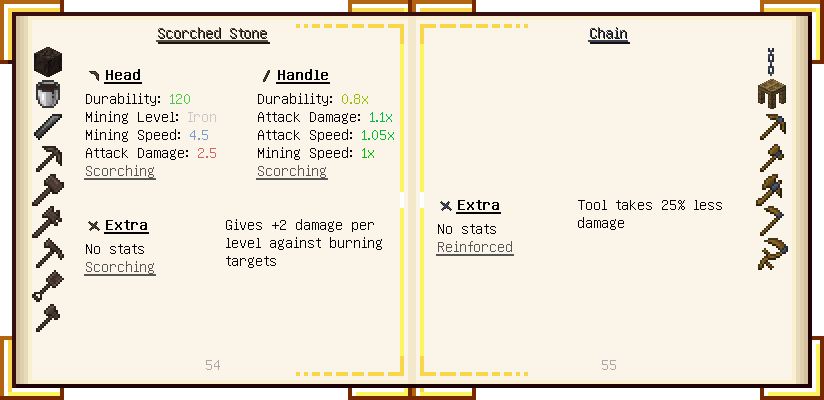 Scorched Stone
Head
Durability: 120
Mining Level: Iron
Mining Speed: 4.5
Attack Damage: 2.5
Scorching
Handle
Durability: 0.8x
Attack Damage: 1.1x
Attack Speed: 1.05x
Mining Speed: 1x
Scorching
Extra
No stats
Scorching
Gives +2 damage per
level against burning
targets
54
Chain
Extra
No stats
Reinforced
Tool takes 25% less
damage
55